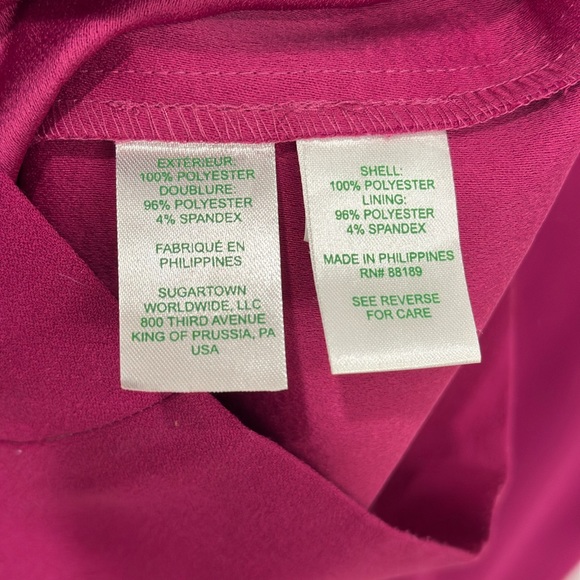 EXTÉRIEUR:
100% POLYESTER
DOUBLURE:
96% POLYESTER
4% SPANDEX
FABRIQUÉ EN
PHILIPPINES
SUGARTOWN
WORLDWIDE, LLC
800 THIRD AVENUE
KING OF PRUSSIA, PA
USA
SHELL:
100% POLYESTER
LINING:
96% POLYESTER
4% SPANDEX
MADE IN PHILIPPINES
RN# 88189
SEE REVERSE
FOR CARE